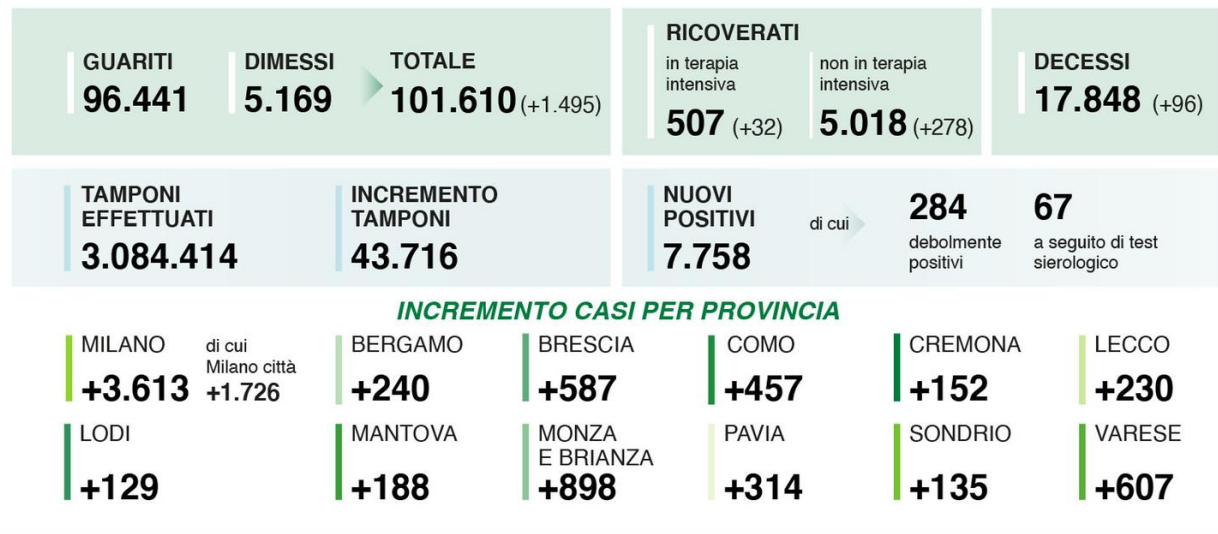 GUARITI
96.441
DIMESSI
5.169
TOTALE
101.610 (+1.495)
RICOVERATI
in terapia
intensiva
507 (+32)
non in terapia
intensiva
5.018 (+278)
DECESSI
17.848 (+96)
TAMPONI
EFFETTUATI
3.084.414
INCREMENTO
TAMPONI
43.716
NUOVI
POSITIVI
7.758
di cui
284
debolmente
positivi
67
a seguito di test
sierologico
INCREMENTO CASI PER PROVINCIA
MILANO
+3.613
di cui
Milano città
+1.726
BERGAMO
+240
BRESCIA
+587
COMO
+457
CREMONA
+152
LECCO
+230
LODI
+129
MANTOVA
+188
MONZA
E BRIANZA
+898
PAVIA
+314
SONDRIO
+135
VARESE
+607